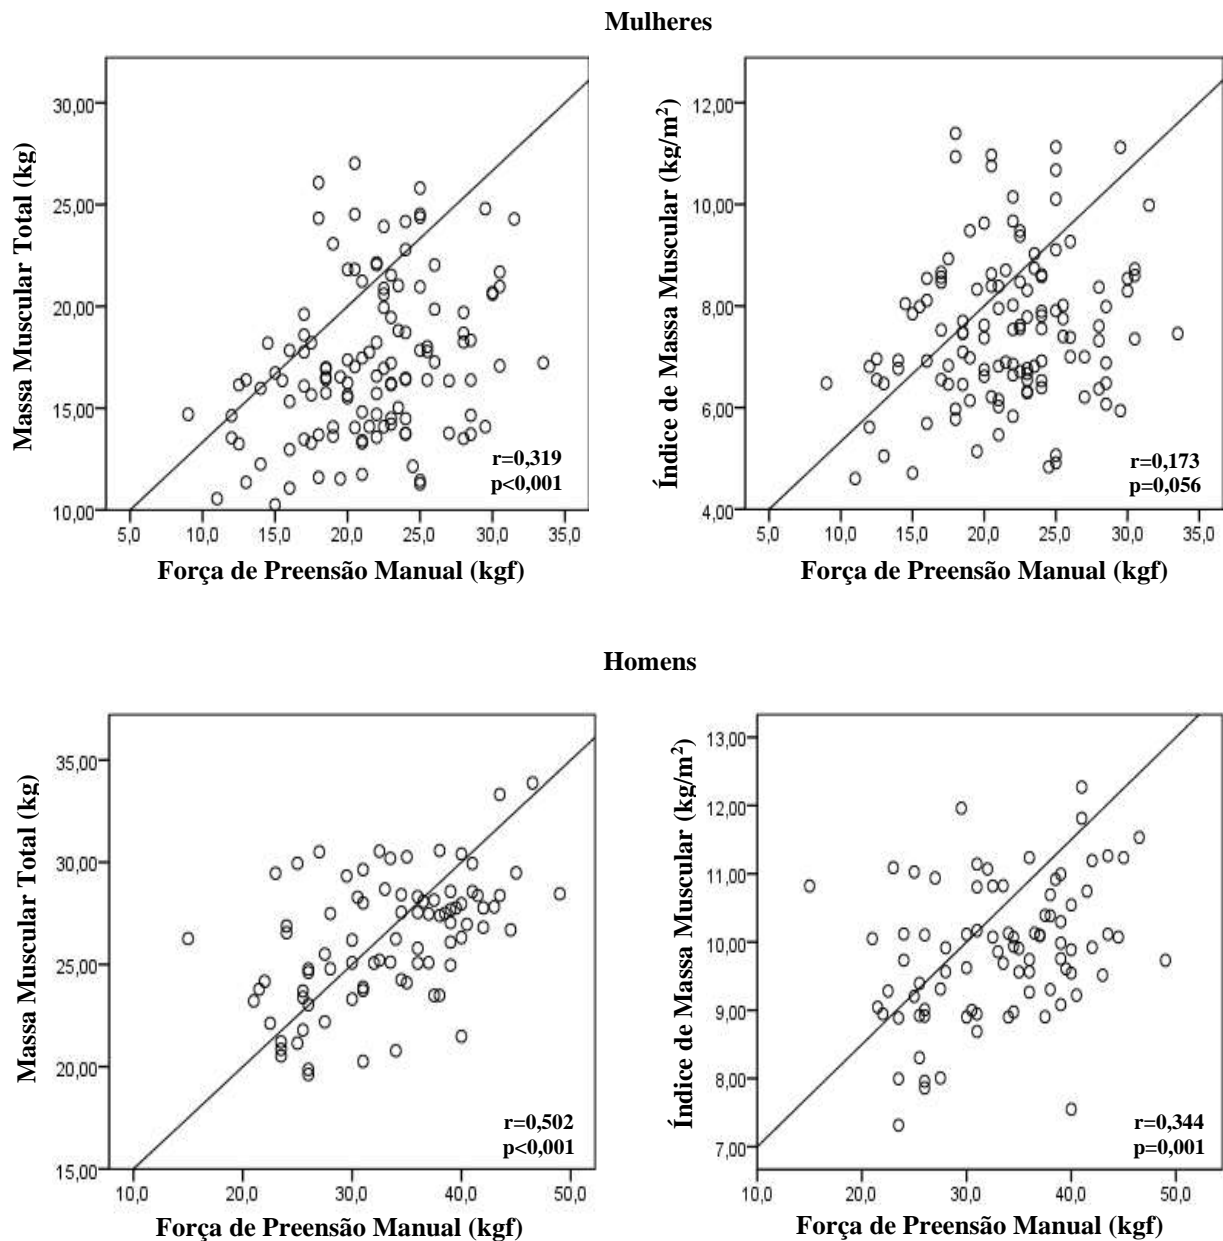 Mulheres
Massa Muscular Total (kg)
30,00
25,00
20,00
15,00
10,00
5,0 10,0 15,0 20,0 25,0 30,0 35,0
r=0,319
p<0,001
Força de Preensão Manual (kgf)
Índice de Massa Muscular (kg/m²)
12,00
10,00
8,00
6,00
4,00
5,0 10,0 15,0 20,0 25,0 30,0 35,0
r=0,173
p=0,056
Força de Preensão Manual (kgf)
Homens
Massa Muscular Total (kg)
35,00
30,00
25,00
20,00
15,00
10,0 20,0 30,0 40,0 50,0
r=0,502
p<0,001
Força de Preensão Manual (kgf)
Índice de Massa Muscular (kg/m²)
13,00
12,00
11,00
10,00
9,00
8,00
7,00
10,0 20,0 30,0 40,0 50,0
r=0,344
p=0,001
Força de Preensão Manual (kgf)